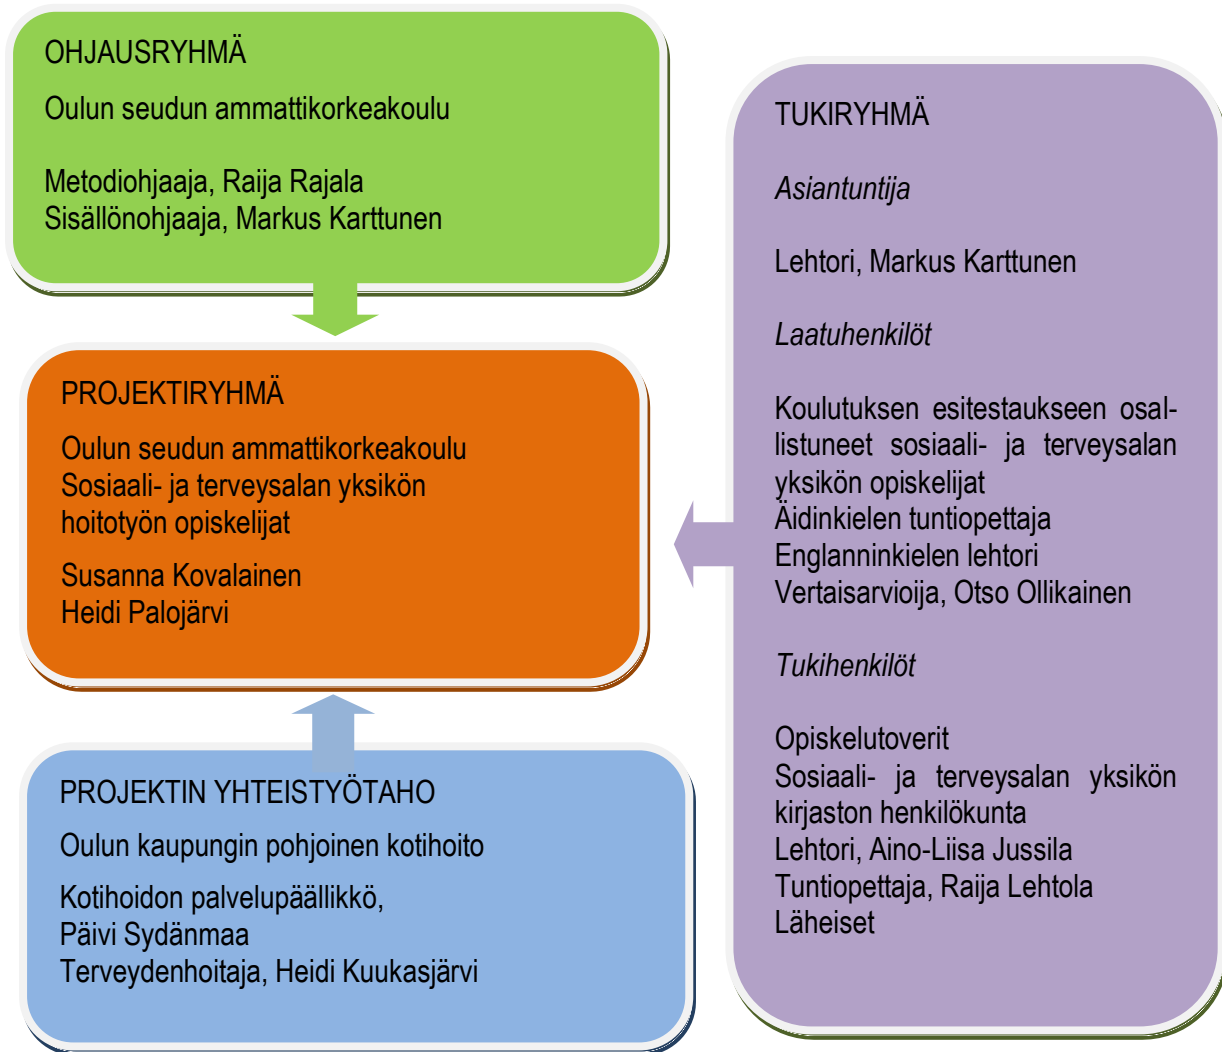 OHJAUSRYHMÄ
Oulun seudun ammattikorkeakoulu
Metodiohjaaja, Raija Rajala
Sisällönohjaaja, Markus Karttunen
PROJEKTIRYHMÄ
Oulun seudun ammattikorkeakoulu
Sosiaali- ja terveysalan yksikön
hoitotyön opiskelijat
Susanna Kovalainen
Heidi Palojärvi
PROJEKTIN YHTEISTYÖTAHO
Oulun kaupungin pohjoinen kotihoito
Kotihoidon palvelupäällikkö,
Päivi Sydänmaa
Terveydenhoitaja, Heidi Kuukasjärvi
TUKIRYHMÄ
Asiantuntija
Lehtori, Markus Karttunen
Laatuhenkilöt
Koulutuksen esitestaukseen osal-
listuneet sosiaali- ja terveysalan
yksikön opiskelijat
Äidinkielen tuntiopettaja
Englanninkielen lehtori
Vertaisarvioija, Otso Ollikainen
Tukihenkilöt
Opiskelutoverit
Sosiaali- ja terveysalan yksikön
kirjaston henkilökunta
Lehtori, Aino-Liisa Jussila
Tuntiopettaja, Raija Lehtola
Läheiset